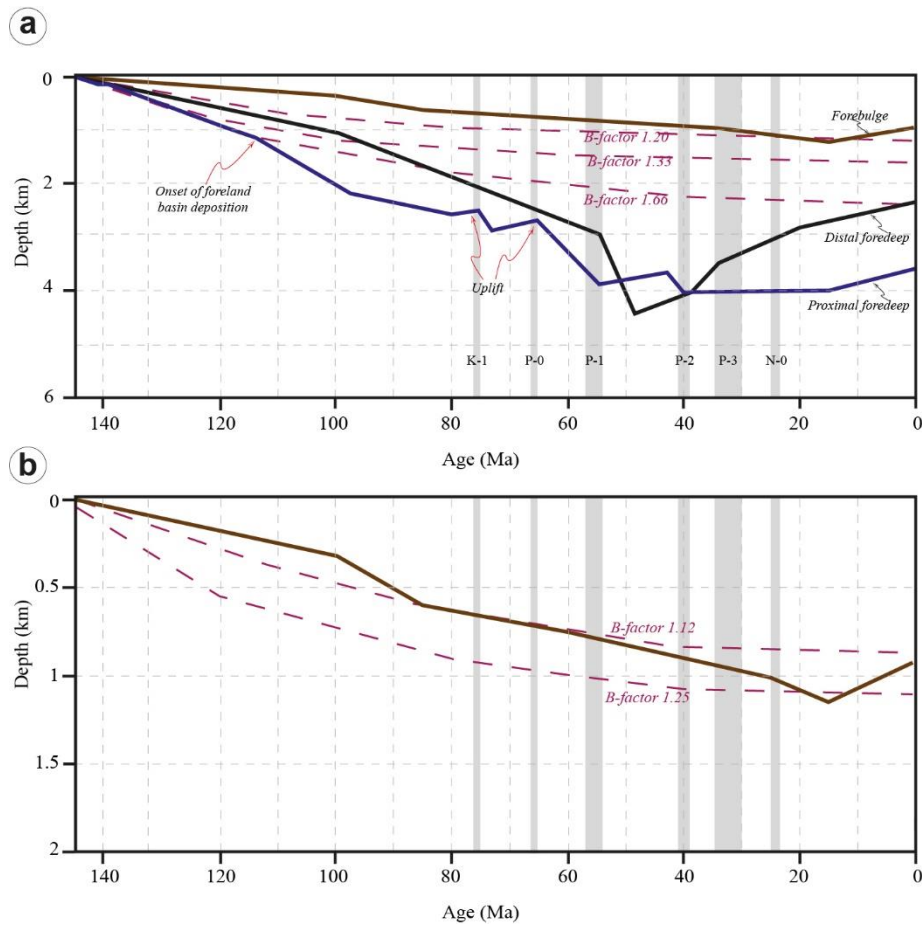 a
0
2
4
6
Depth (km)
Forebulge
B-factor 1.20
B-factor 1.35
B-factor 1.66
Onset of foreland
basin deposition
Uplift
Distal foredeep
Proximal foredeep
K-1 P-0 P-1 P-2 P-3 N-0
140 120 100 80 60 40 20 0
Age (Ma)
b
0
0.5
1
1.5
2
Depth (km)
B-factor 1.12
B-factor 1.25
140 120 100 80 60 40 20 0
Age (Ma)